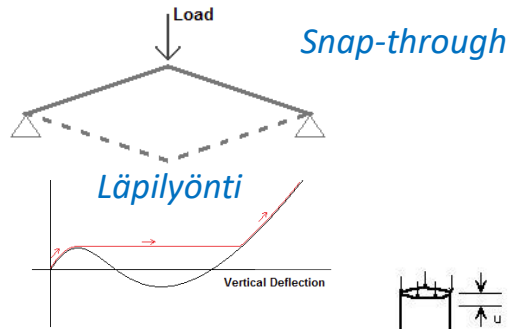 Load
Snap-through
Läpilyönti
Vertical Deflection
u